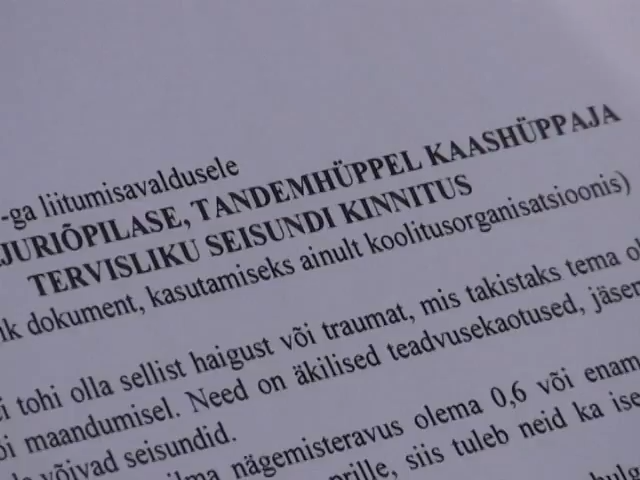 -ga liitumisavaldusele
JURIÕPILASE, TANDEMHÜPPEL KAASHÜPPAJA
TERVISLIKU SEISUNDI KINNITUS
dokument, kasutamiseks ainult koolitusorganisatsioonis)
tohi olla sellist haigust või traumat, mis takistaks tema
maandumisel. Need on äkilised teadvusekaotused,
võivad seisundid.
nägemisteravus olema 0,6 või enam
siis tuleb neid ka